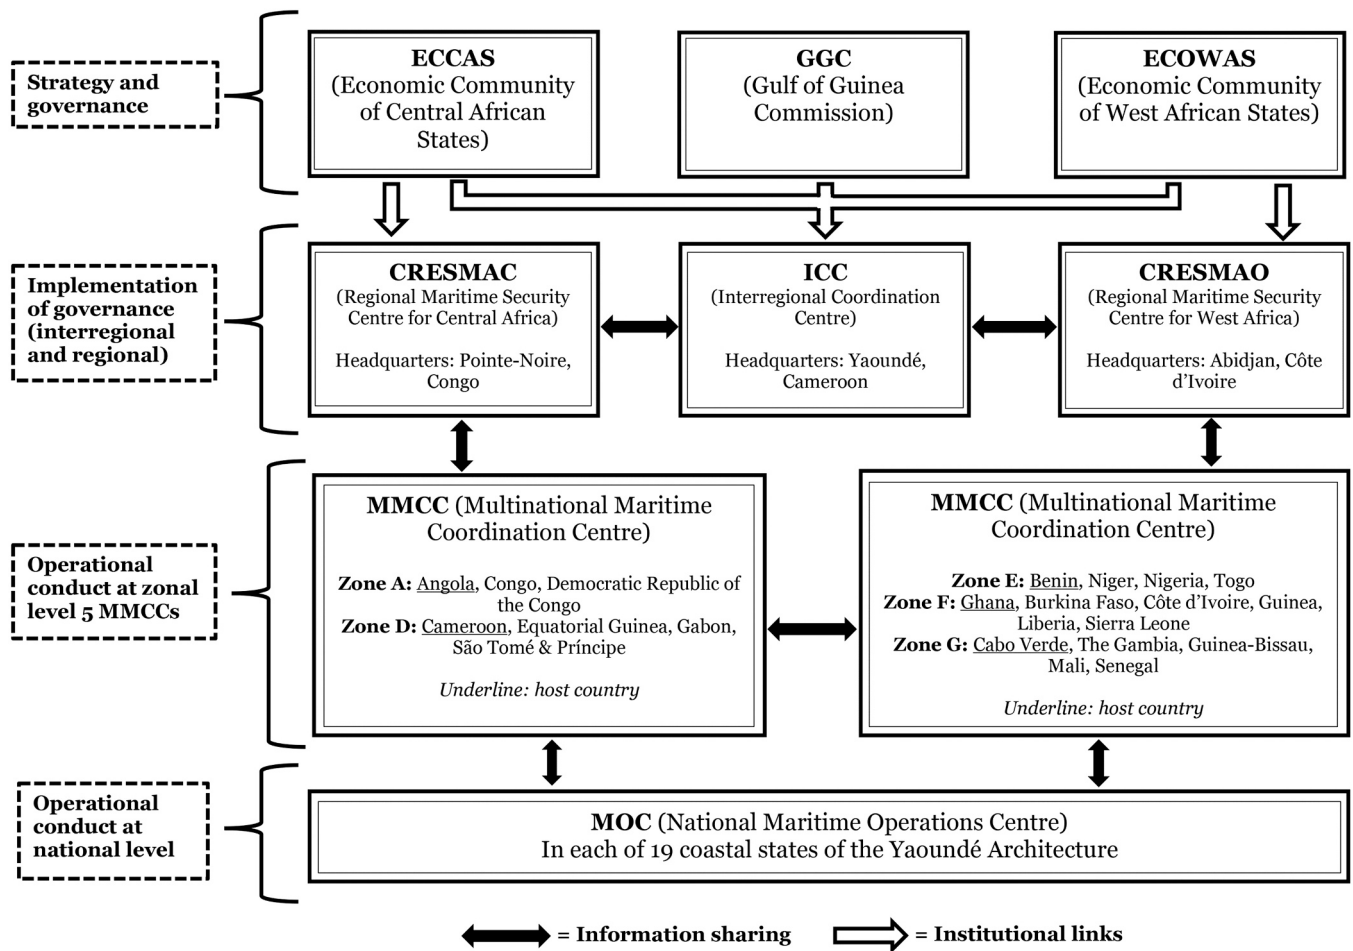 Strategy and
governance
ECCAS
(Economic Community
of Central African
States)
GGC
(Gulf of Guinea
Commission)
ECOWAS
(Economic Community
of West African States)
Implementation
of governance
(interregional
and regional)
CRESMAC
(Regional Maritime Security
Centre for Central Africa)
Headquarters: Pointe-Noire,
Congo
ICC
(Interregional Coordination
Centre)
Headquarters: Yaoundé,
Cameroon
CRESMAO
(Regional Maritime Security
Centre for West Africa)
Headquarters: Abidjan, Côte
d’Ivoire
Operational
conduct at zonal
level 5 MMCCs
MMCC (Multinational Maritime
Coordination Centre)
Zone A: Angola, Congo, Democratic Republic of
the Congo
Zone D: Cameroon, Equatorial Guinea, Gabon,
São Tomé & Príncipe
Underline: host country
MMCC (Multinational Maritime
Coordination Centre)
Zone E: Benin, Niger, Nigeria, Togo
Zone F: Ghana, Burkina Faso, Côte d’Ivoire, Guinea,
Liberia, Sierra Leone
Zone G: Cabo Verde, The Gambia, Guinea-Bissau,
Mali, Senegal
Underline: host country
Operational
conduct at
national level
MOC (National Maritime Operations Centre)
In each of 19 coastal states of the Yaoundé Architecture
= Information sharing
= Institutional links